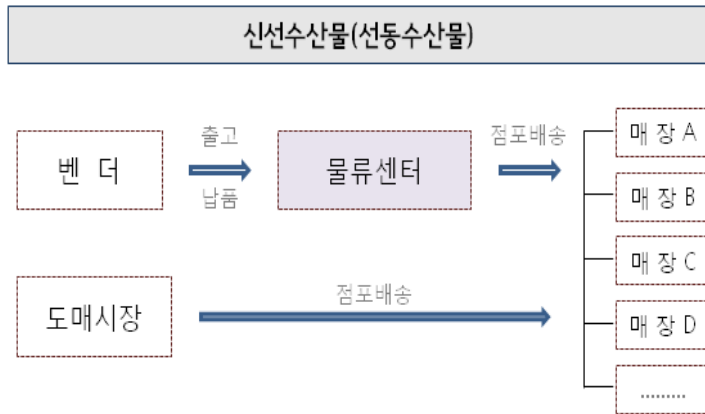 신선수산물(선동수산물)
벤 더
출고
납품
물류센터
점포배송
매 장 A
매 장 B
매 장 C
매 장 D
.........
도매시장
점포배송